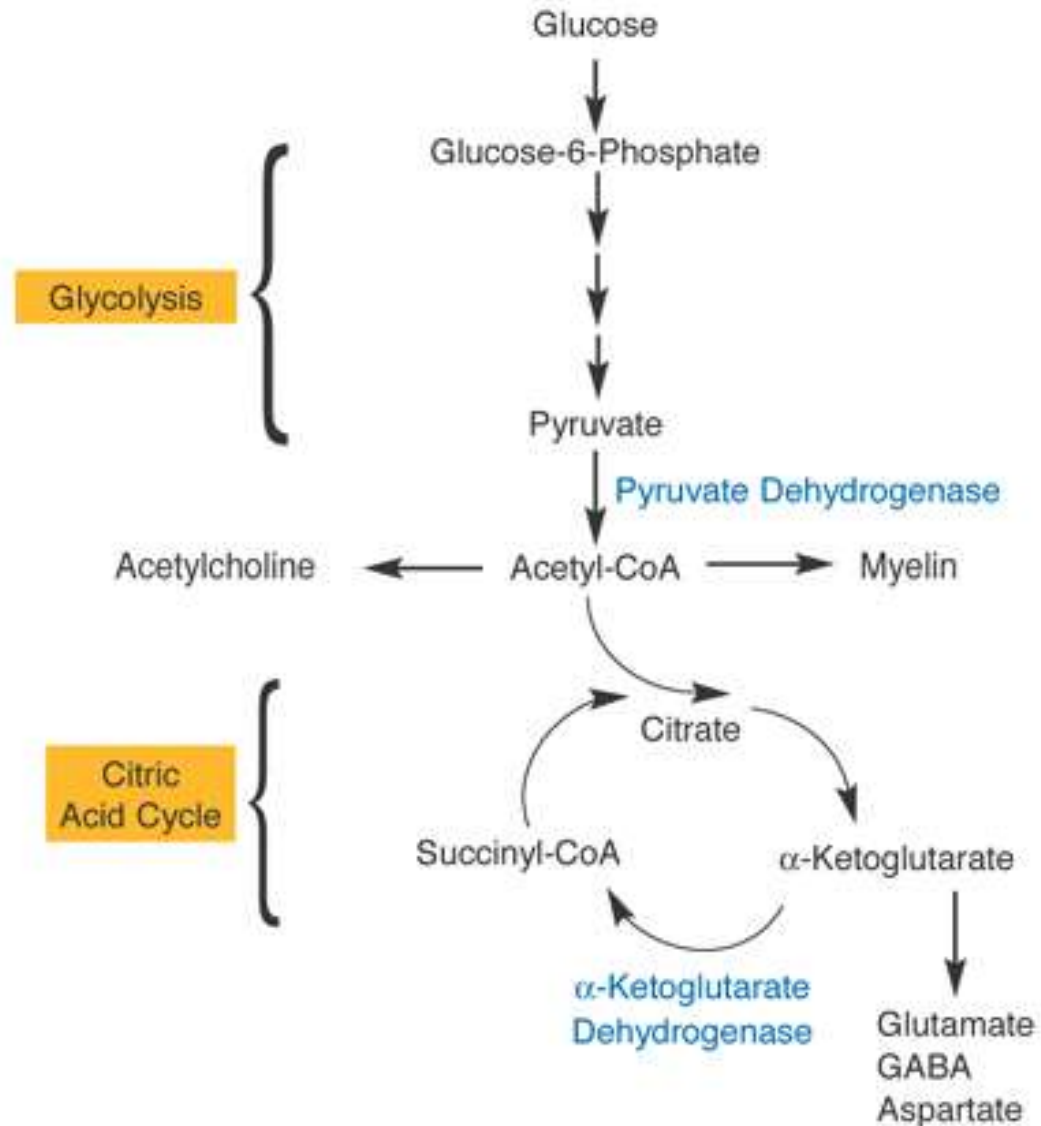 Glucose
Glucose-6-Phosphate
Glycolysis
Pyruvate
Pyruvate Dehydrogenase
Acetylcholine
Acetyl-CoA
Myelin
Citrate
Citric
Acid Cycle
Succinyl-CoA
α-Ketoglutarate
α-Ketoglutarate
Dehydrogenase
Glutamate
GABA
Aspartate